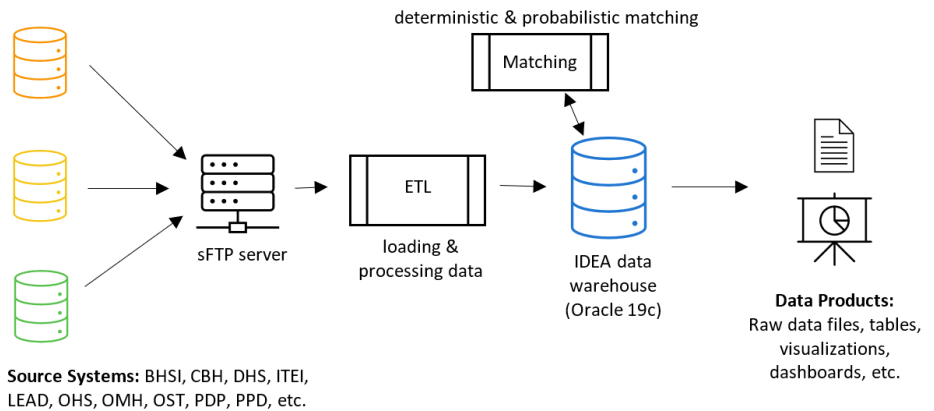 deterministic & probabilistic matching
Matching
ETL
sFTP server
loading &
processing data
IDEA data
warehouse
(Oracle 19c)
Data Products:
Raw data files, tables,
visualizations,
dashboards, etc.
Source Systems: BHSI, CBH, DHS, ITEI,
LEAD, OHS, OMH, OST, PDP, PPD, etc.